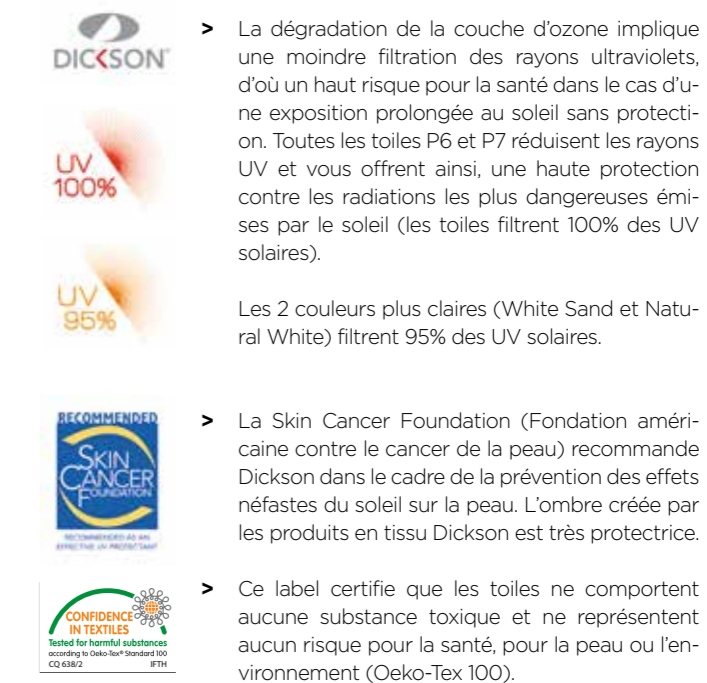 DICKSON
> La dégradation de la couche d'ozone implique
une moindre filtration des rayons ultraviolets,
d'où un haut risque pour la santé dans le cas d'u-
ne exposition prolongée au soleil sans protecti-
on. Toutes les toiles P6 et P7 réduisent les rayons
UV et vous offrent ainsi, une haute protection
contre les radiations les plus dangereuses émi-
ses par le soleil (les toiles filtrent 100% des UV
solaires).
UV
100%
UV
95%
Les 2 couleurs plus claires (White Sand et Natu-
ral White) filtrent 95% des UV solaires.
RECOMMENDED
SKIN
CANCER
FOUNDATION
RECOMMENDED AS AN
EFFECTIVE UV PROTECTANT
> La Skin Cancer Foundation (Fondation améri-
caine contre le cancer de la peau) recommande
Dickson dans le cadre de la prévention des effets
néfastes du soleil sur la peau. L'ombre créée par
les produits en tissu Dickson est très protectrice.
CONFIDENCE
IN TEXTILES
Tested for harmful substances
according to Oeko-Tex® Standard 100
CQ 638/2 IFTH
> Ce label certifie que les toiles ne comportent
aucune substance toxique et ne représentent
aucun risque pour la santé, pour la peau ou l'en-
vironnement (Oeko-Tex 100).